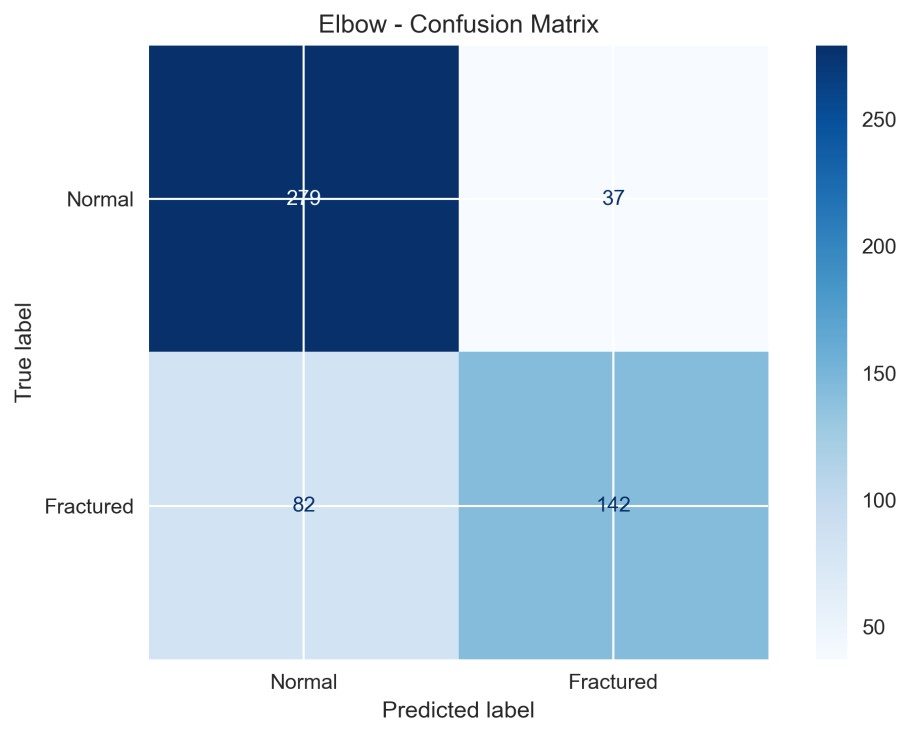 Elbow - Confusion Matrix
True label
Normal
279
37
Fractured
82
142
Normal
Fractured
Predicted label
250
200
150
100
50